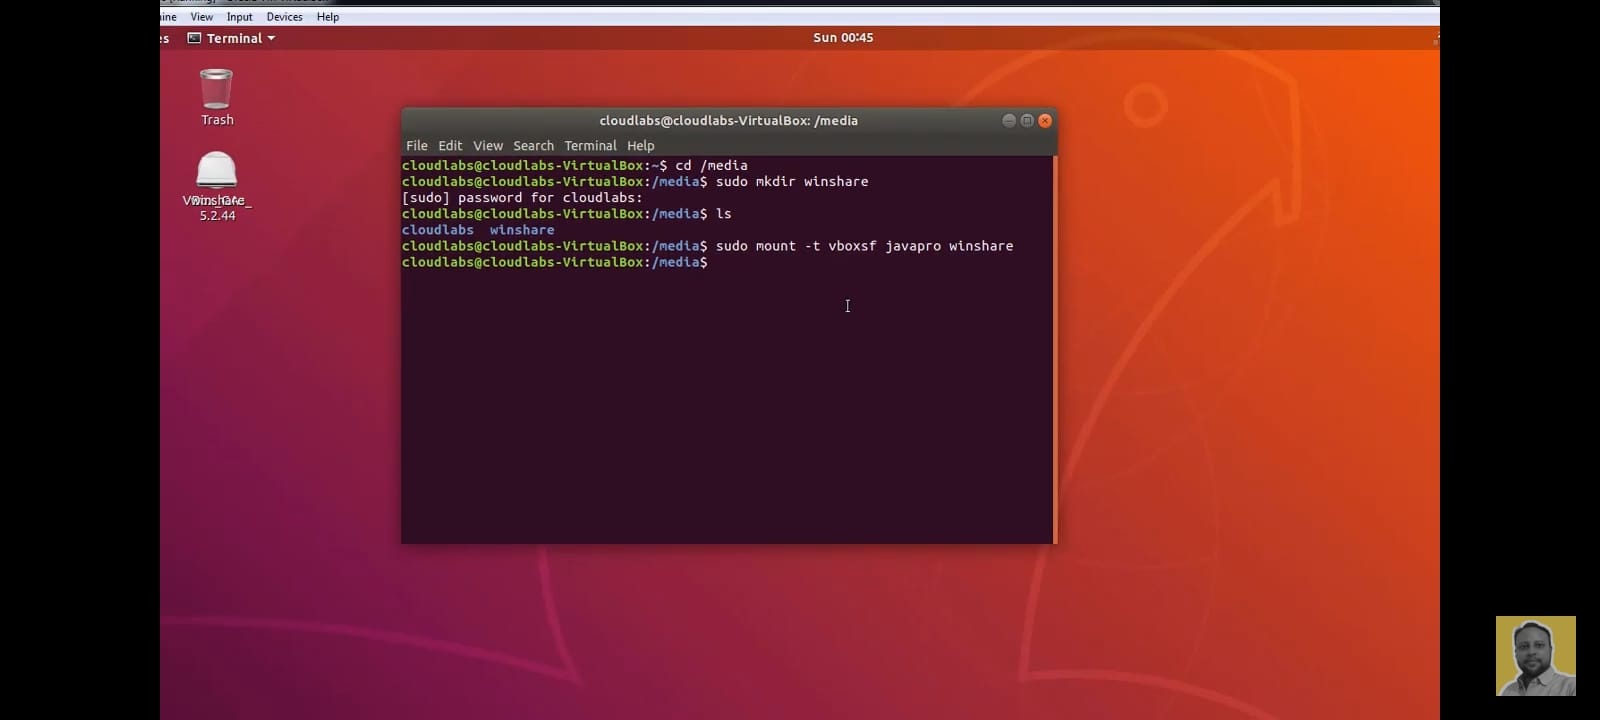 View Input Devices Help
Terminal
Sun 00:45
Trash
5.2.44
cloudlabs@cloudlabs-VirtualBox: /media
File Edit View Search Terminal Help
cloudlabs@cloudlabs-VirtualBox:~$ cd /media
cloudlabs@cloudlabs-VirtualBox:/media$ sudo mkdir winshare
[sudo] password for cloudlabs:
cloudlabs@cloudlabs-VirtualBox:/media$ ls
cloudlabs winshare
cloudlabs@cloudlabs-VirtualBox:/media$ sudo mount -t vboxsf javapro winshare
cloudlabs@cloudlabs-VirtualBox:/media$